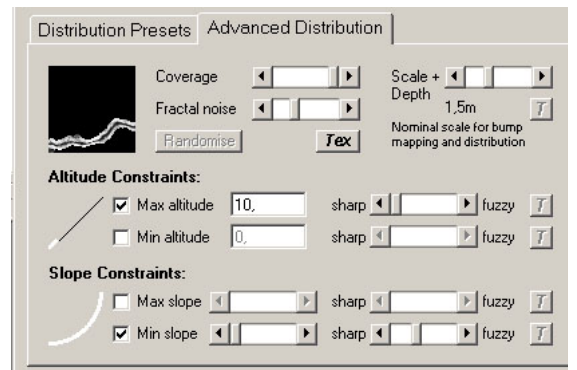 Distribution Presets Advanced Distribution
Coverage Scale +
Depth
Fractal noise 1,5m T
Randomise Tex Nominal scale for bump
mapping and distribution
Altitude Constraints:
Max altitude 10, sharp fuzzy T
Min altitude 0, sharp fuzzy T
Slope Constraints:
Max slope sharp fuzzy T
Min slope sharp fuzzy T